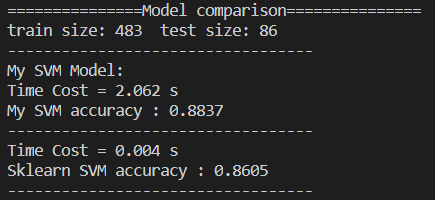 ===============Model comparison===============
train size: 483  test size: 86
----------------------------------
My SVM Model:
Time Cost = 2.062 s
My SVM accuracy : 0.8837
----------------------------------
Time Cost = 0.004 s
Sklearn SVM accuracy : 0.8605
----------------------------------